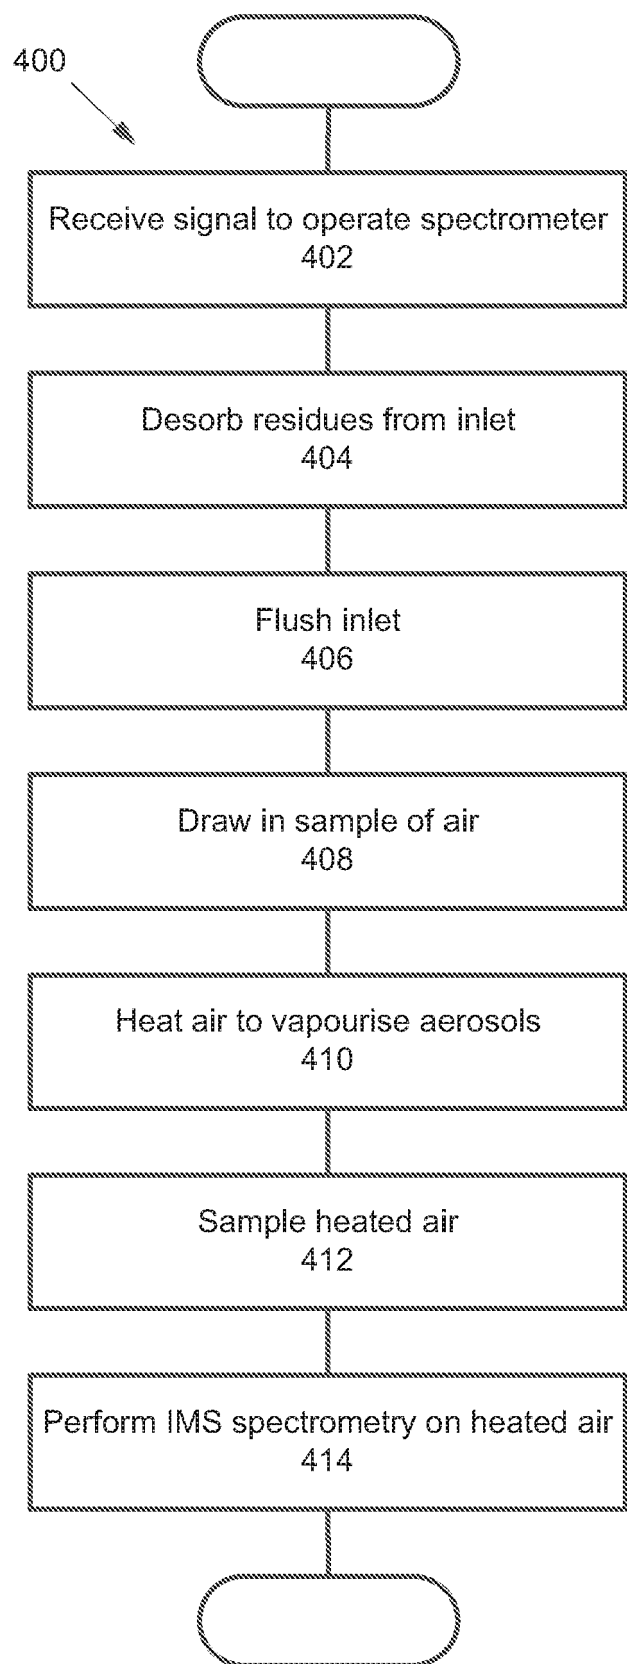 400
Receive signal to operate spectrometer
402
Desorb residues from inlet
404
Flush inlet
406
Draw in sample of air
408
Heat air to vapourise aerosols
410
Sample heated air
412
Perform IMS spectrometry on heated air
414